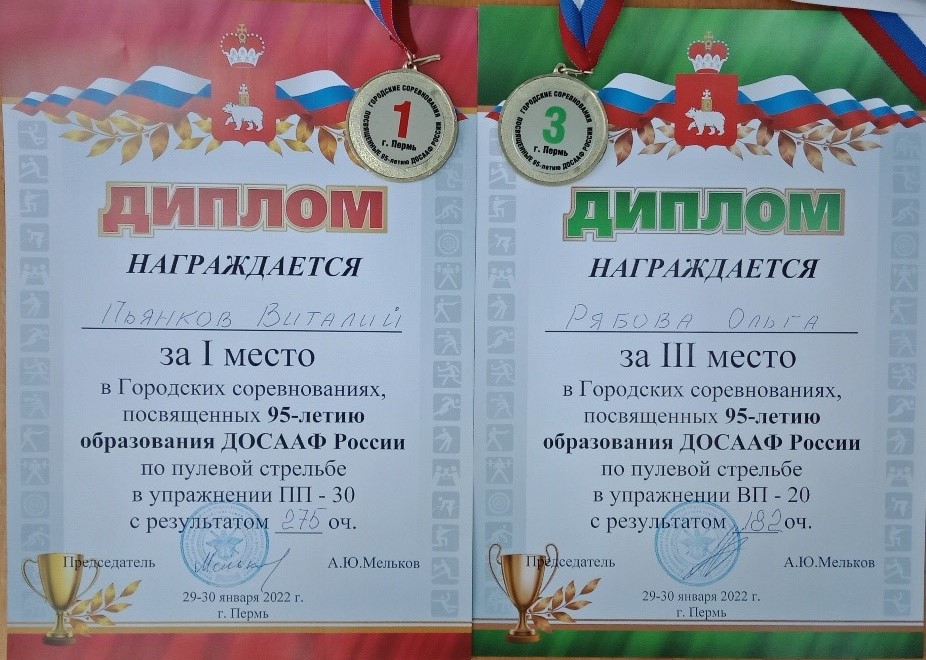 ГОРОДСКИЕ СОРЕВНОВАНИЯ
1
г. Пермь
ПОСВЯЩЕННЫЕ 95-летию ДОСААФ РОССИИ
ДИПЛОМ
НАГРАЖДАЕТСЯ
Пьянков Виталий
за I место
в Городских соревнованиях,
посвященных 95-летию
образования ДОСААФ России
по пулевой стрельбе
в упражнении ПП - 30
с результатом 275 оч.
Председатель А.Ю.Мельков
29-30 января 2022 г.
г. Пермь
ГОРОДСКИЕ СОРЕВНОВАНИЯ
3
г. Пермь
ПОСВЯЩЕННЫЕ 95-летию ДОСААФ РОССИИ
ДИПЛОМ
НАГРАЖДАЕТСЯ
Рябова Ольга
за III место
в Городских соревнованиях,
посвященных 95-летию
образования ДОСААФ России
по пулевой стрельбе
в упражнении ВП - 20
с результатом 182 оч.
Председатель А.Ю.Мельков
29-30 января 2022 г.
г. Пермь